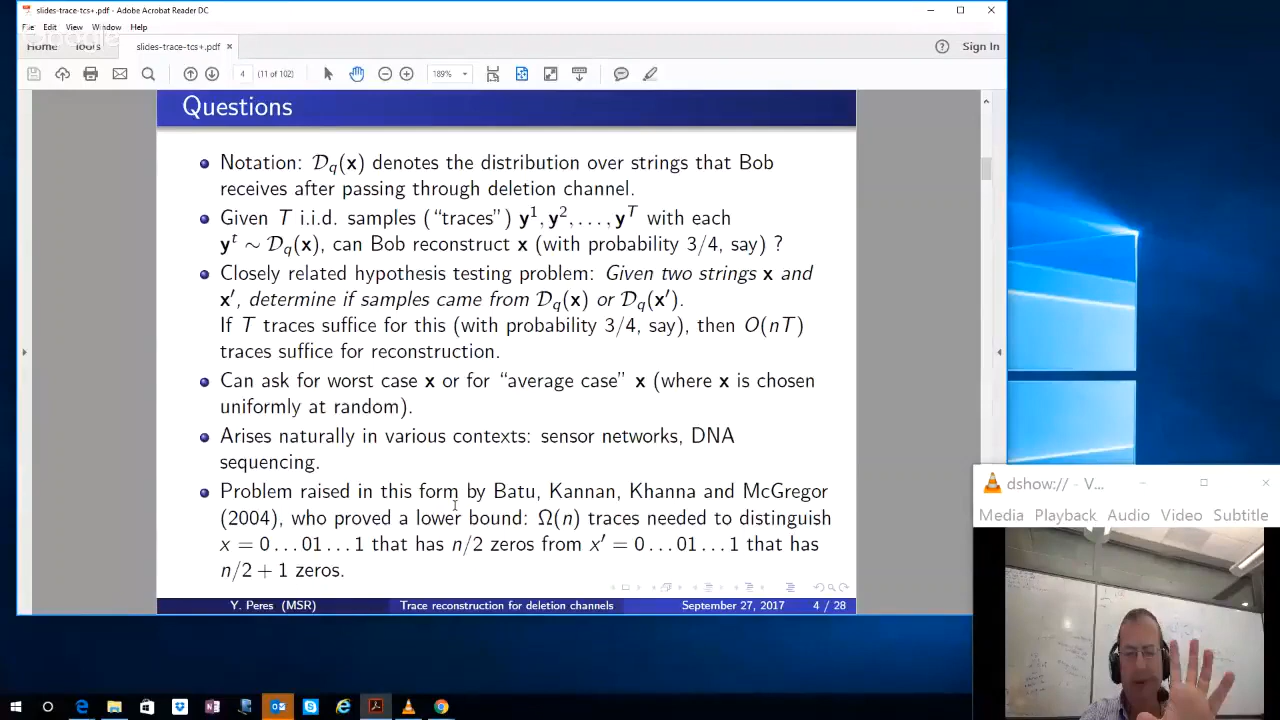 slides-trace-tcs+.pdf - Adobe Acrobat Reader DC
File Edit View Window Help
Home Tools slides-trace-tcs+.pdf × Sign In
4 (11 of 102) 189%
Questions
Notation: 𝒟q(x) denotes the distribution over strings that Bob
receives after passing through deletion channel.
Given T i.i.d. samples (“traces”) y¹, y², . . . , yᵀ with each
yᵗ ∼ 𝒟q(x), can Bob reconstruct x (with probability 3/4, say) ?
Closely related hypothesis testing problem: Given two strings x and
x′, determine if samples came from 𝒟q(x) or 𝒟q(x′).
If T traces suffice for this (with probability 3/4, say), then O(nT)
traces suffice for reconstruction.
Can ask for worst case x or for “average case” x (where x is chosen
uniformly at random).
Arises naturally in various contexts: sensor networks, DNA
sequencing.
Problem raised in this form by Batu, Kannan, Khanna and McGregor
(2004), who proved a lower bound: Ω(n) traces needed to distinguish
x = 0 . . . 01 . . . 1 that has n/2 zeros from x′ = 0 . . . 01 . . . 1 that has
n/2 + 1 zeros.
Y. Peres (MSR) Trace reconstruction for deletion channels September 27, 2017 4 / 28
dshow:// - V...
Media Playback Audio Video Subtitle